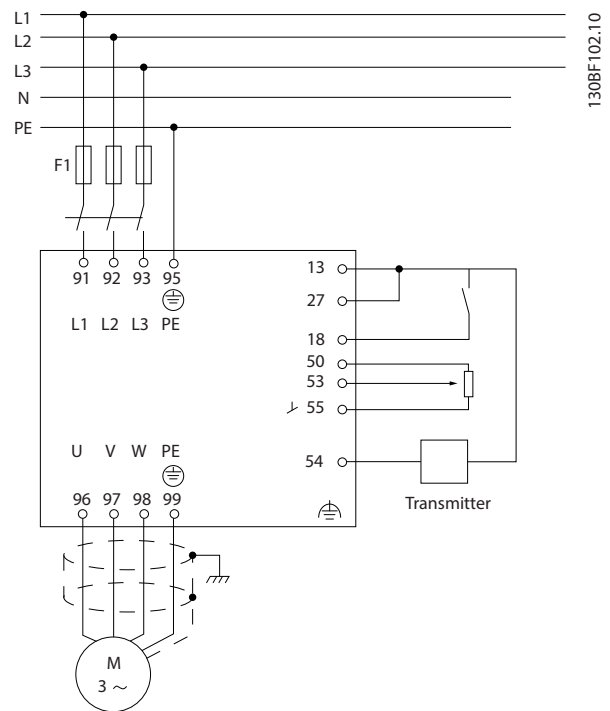 L1
L2
L3
N
PE
130BF102.10
F1
91 92 93 95
L1 L2 L3 PE
13
27
18
50
53
55
54
Transmitter
U V W PE
96 97 98 99
M
3 ~